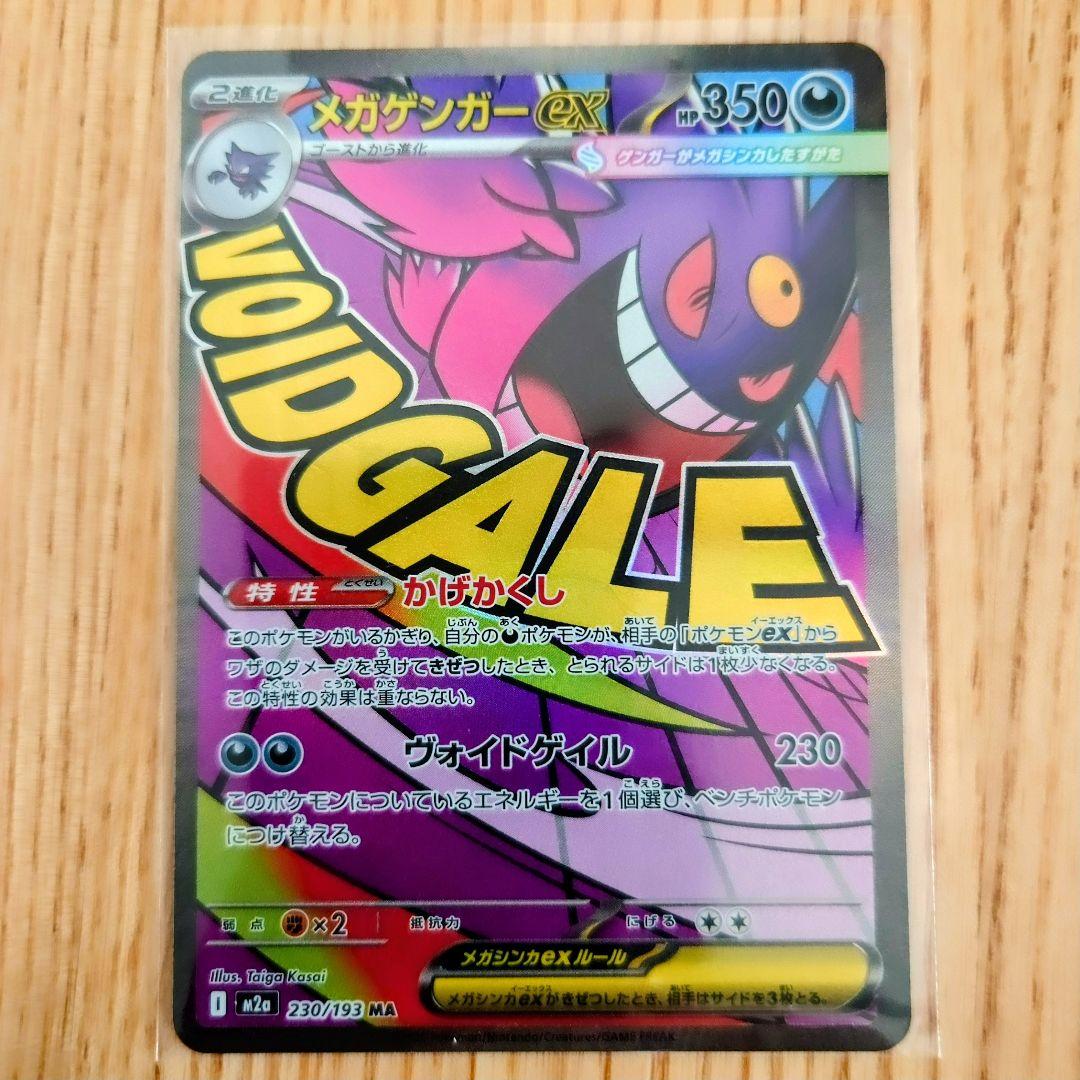 2進化
メガゲンガーex
HP350
ゴーストから進化
ゲンガーがメガシンカしたすがた
VOID GALE
特性
とくせい
かげかくし
このポケモンがいるかぎり、自分のポケモンが、相手の「ポケモンex」から
ワザのダメージを受けてきぜつしたとき、とられるサイドは1枚少なくなる。
この特性の効果は重ならない。
ヴォイドゲイル 230
このポケモンについているエネルギーを1個選び、ベンチポケモン
につけ替える。
弱点 ×2 抵抗力 にげる
メガシンカexルール
メガシンカexがきぜつしたとき、相手はサイドを3枚とる。
Illus. Taiga Kasai
I m2a 230/193 MA
Pokémon/Nintendo/Creatures/GAME FREAK